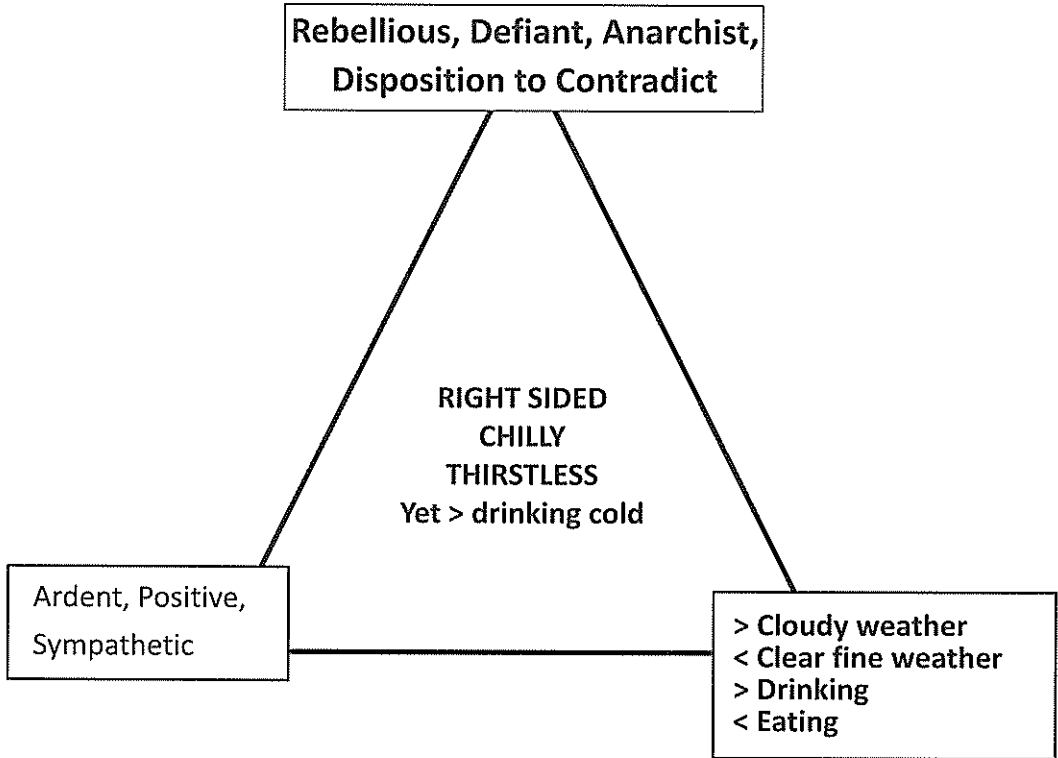 Rebellious, Defiant, Anarchist,
Disposition to Contradict
RIGHT SIDED
CHILLY
THIRSTLESS
Yet > drinking cold
Ardent, Positive,
Sympathetic
> Cloudy weather
< Clear fine weather
> Drinking
< Eating